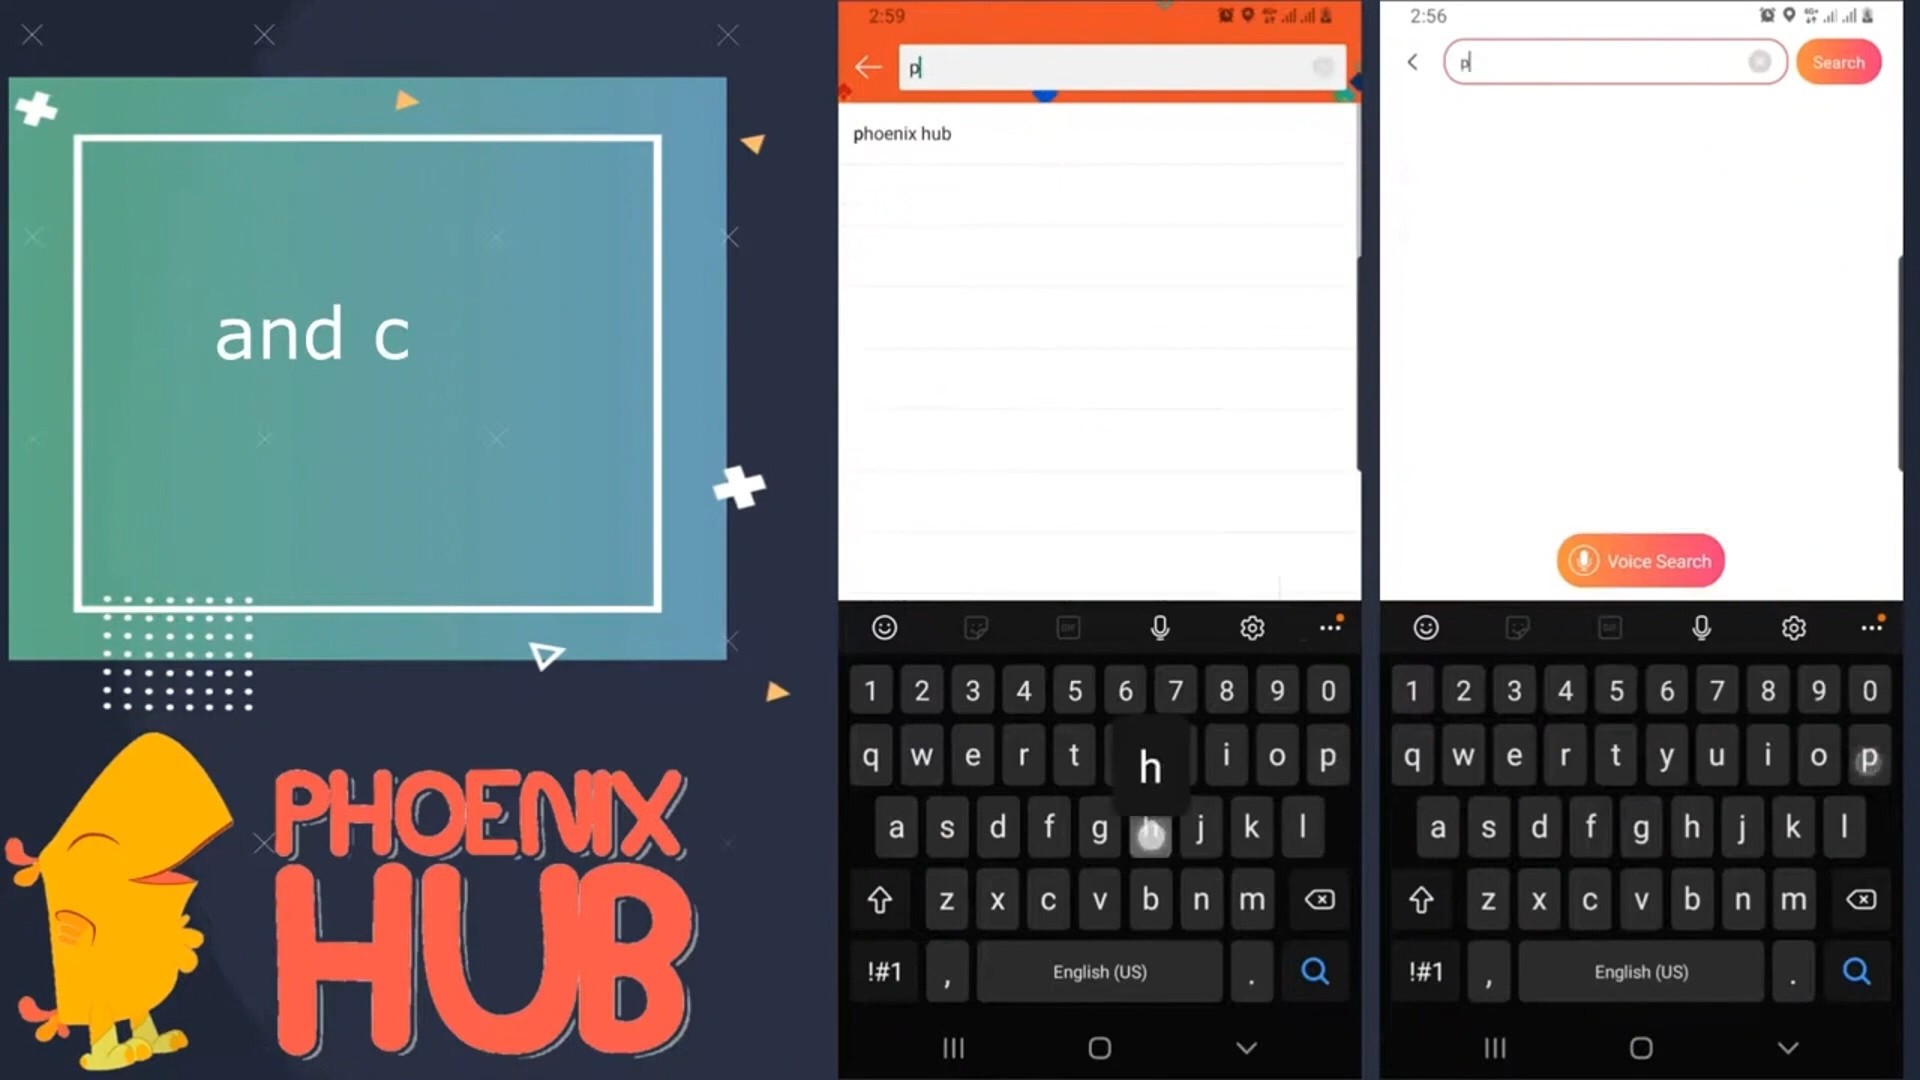 and c
PHOENIX
HUB
2:59
p
phoenix hub
1 2 3 4 5 6 7 8 9 0
q w e r t h i o p
a s d f g h j k l
z x c v b n m
!#1 , English (US) .
2:56
p
Search
Voice Search
1 2 3 4 5 6 7 8 9 0
q w e r t y u i o p
a s d f g h j k l
z x c v b n m
!#1 , English (US) .